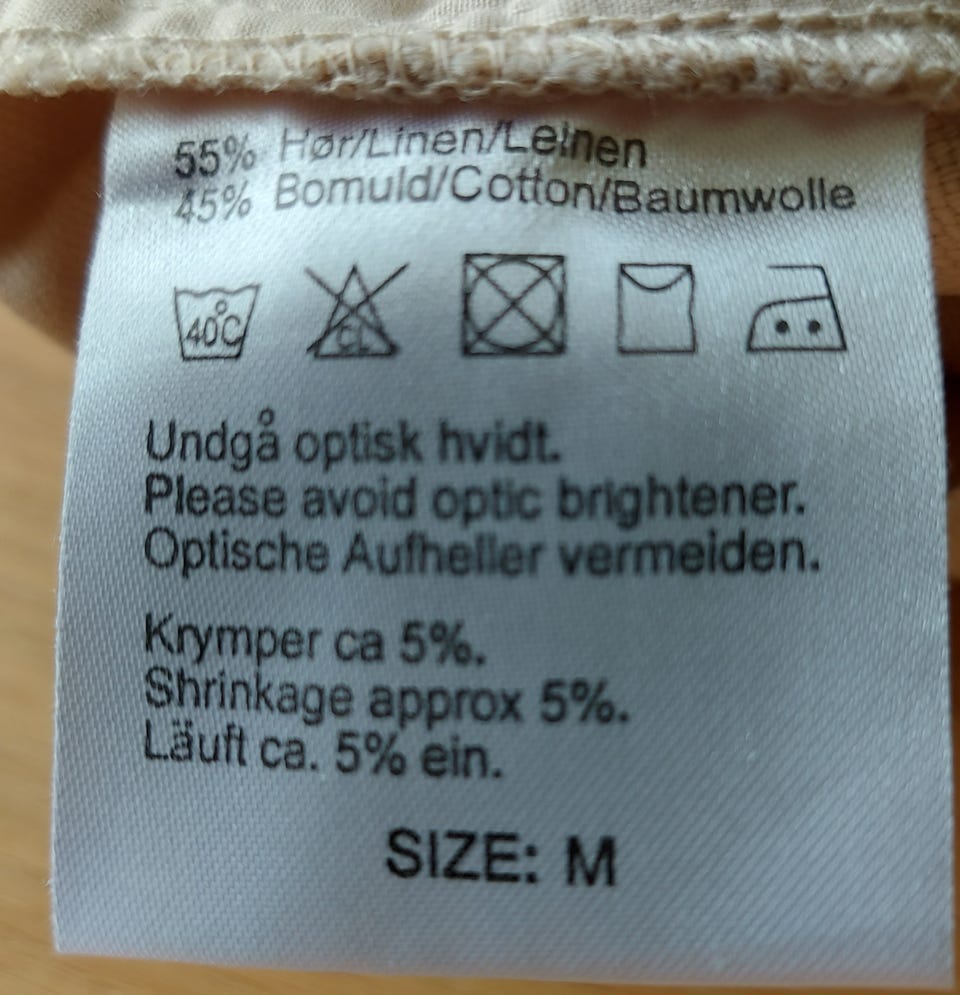 55% Hør/Linen/Leinen
45% Bomuld/Cotton/Baumwolle
40°C CL
Undgå optisk hvidt.
Please avoid optic brightener.
Optische Aufheller vermeiden.
Krymper ca 5%.
Shrinkage approx 5%.
Läuft ca. 5% ein.
SIZE: M